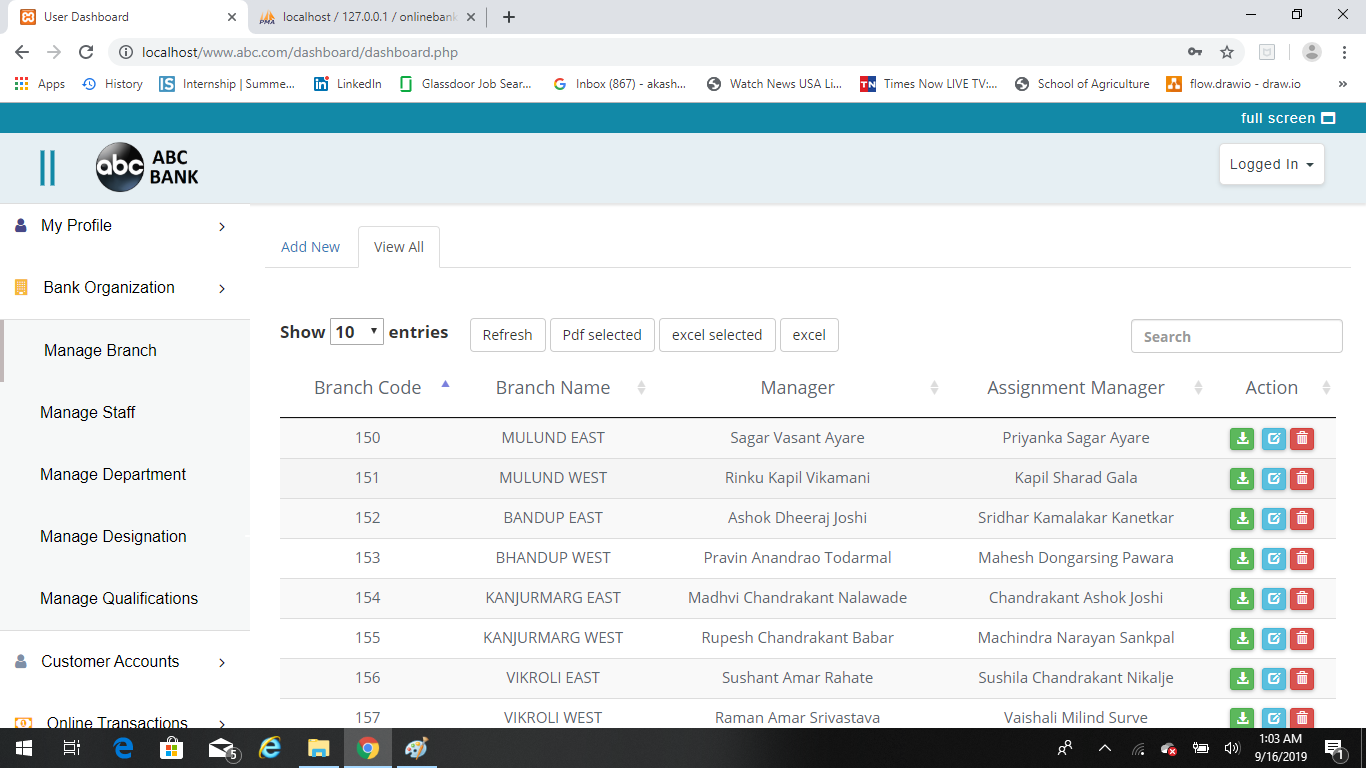 User Dashboard
localhost / 127.0.0.1 / onlinebank
localhost/www.abc.com/dashboard/dashboard.php
Apps History Internship | Summe... LinkedIn Glassdoor Job Sear... Inbox (867) - akash... Watch News USA Li... Times Now LIVE TV:... School of Agriculture flow.drawio - draw.io »
full screen
abc ABC BANK
Logged In
My Profile
Bank Organization
Manage Branch
Manage Staff
Manage Department
Manage Designation
Manage Qualifications
Customer Accounts
Online Transactions
Add New View All
Show 10 entries Refresh Pdf selected excel selected excel Search
Branch Code Branch Name Manager Assignment Manager Action
150 MULUND EAST Sagar Vasant Ayare Priyanka Sagar Ayare
151 MULUND WEST Rinku Kapil Vikamani Kapil Sharad Gala
152 BANDUP EAST Ashok Dheeraj Joshi Sridhar Kamalakar Kanetkar
153 BHANDUP WEST Pravin Anandrao Todarmal Mahesh Dongarsing Pawara
154 KANJURMARG EAST Madhvi Chandrakant Nalawade Chandrakant Ashok Joshi
155 KANJURMARG WEST Rupesh Chandrakant Babar Machindra Narayan Sankpal
156 VIKROLI EAST Sushant Amar Rahate Sushila Chandrakant Nikalje
157 VIKROLI WEST Raman Amar Srivastava Vaishali Milind Surve
5
1:03 AM
9/16/2019
1